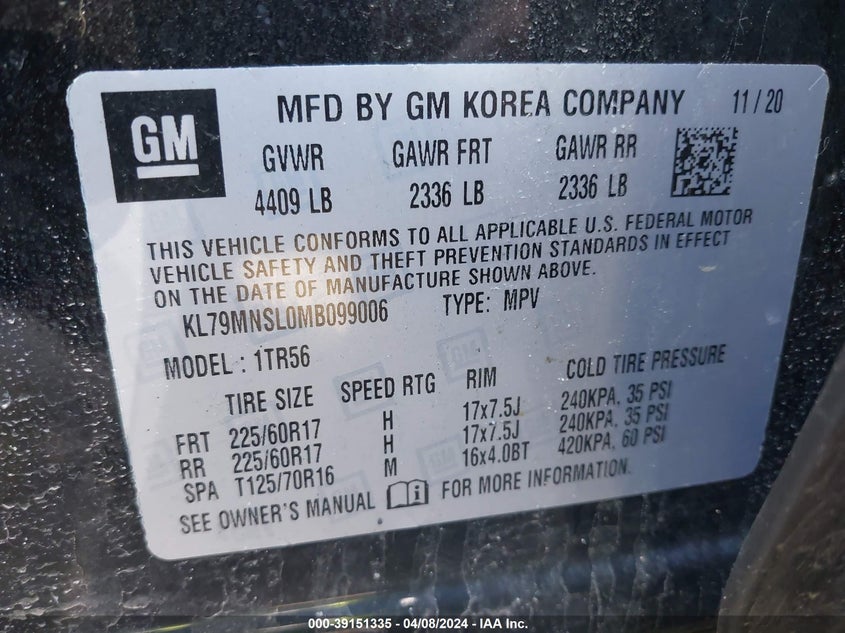 GM
MFD BY GM KOREA COMPANY 11/20
GVWR GAWR FRT GAWR RR
4409 LB 2336 LB 2336 LB
THIS VEHICLE CONFORMS TO ALL APPLICABLE U.S. FEDERAL MOTOR
VEHICLE SAFETY AND THEFT PREVENTION STANDARDS IN EFFECT
ON THE DATE OF MANUFACTURE SHOWN ABOVE.
KL79MNSL0MB099006 TYPE: MPV
MODEL: 1TR56
TIRE SIZE SPEED RTG RIM COLD TIRE PRESSURE
FRT 225/60R17 H 17x7.5J 240KPA, 35 PSI
RR 225/60R17 H 17x7.5J 240KPA, 35 PSI
SPA T125/70R16 M 16x4.0BT 420KPA, 60 PSI
SEE OWNER'S MANUAL FOR MORE INFORMATION.
000-39151335 - 04/08/2024 - IAA Inc.